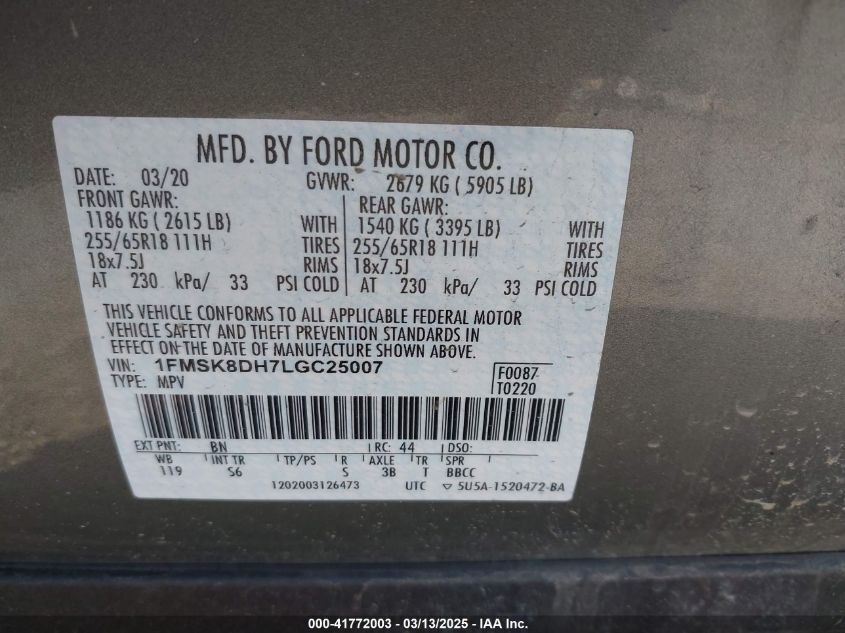 MFD. BY FORD MOTOR CO.
DATE: 03/20 GVWR: 2679 KG ( 5905 LB)
FRONT GAWR: REAR GAWR:
1186 KG ( 2615 LB) WITH 1540 KG ( 3395 LB) WITH
255/65R18 111H TIRES 255/65R18 111H TIRES
18x7.5J RIMS 18x7.5J RIMS
AT 230 kPa/ 33 PSI COLD AT 230 kPa/ 33 PSI COLD
THIS VEHICLE CONFORMS TO ALL APPLICABLE FEDERAL MOTOR
VEHICLE SAFETY AND THEFT PREVENTION STANDARDS IN
EFFECT ON THE DATE OF MANUFACTURE SHOWN ABOVE.
VIN: 1FMSK8DH7LGC25007 F0087
TYPE: MPV T0220
EXT PNT: BN RC: 44 DSO:
WB INT TR TP/PS R AXLE TR SPR
119 S6 S 3B T BBCC
1202003126473 UTC ▽ 5U5A-1520472-BA
000-41772003 - 03/13/2025 - IAA Inc.